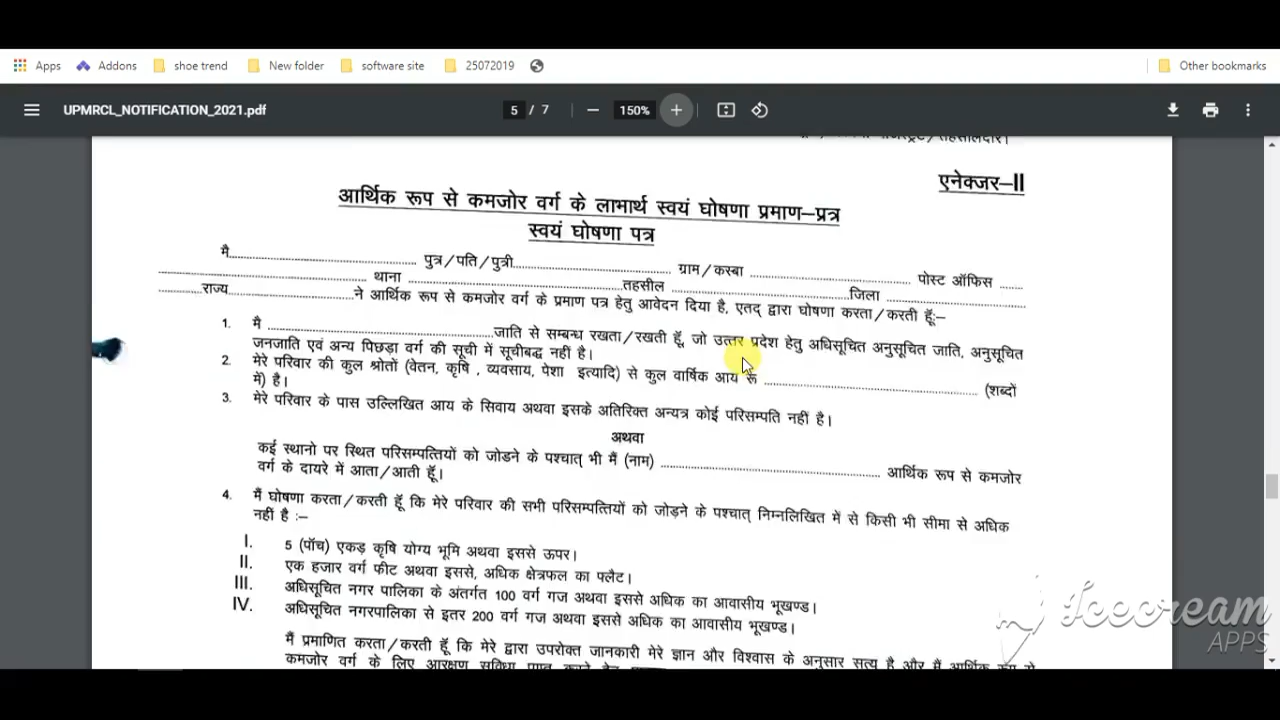 Apps Addons shoe trend New folder software site 25072019 Other bookmarks
UPMRCL_NOTIFICATION_2021.pdf 5 / 7 150%
एनेक्जर–II
आर्थिक रूप से कमजोर वर्ग के लाभार्थ स्वयं घोषणा प्रमाण–प्रत्र
स्वयं घोषणा पत्र
मै.......... पुत्र/पति/पुत्री.......... ग्राम/कस्बा .......... पोस्ट ऑफिस ......
.......... थाना .......... तहसील .......... जिला ..........
.......... राज्य.......... ने आर्थिक रूप से कमजोर वर्ग के प्रमाण पत्र हेतु आवेदन दिया है, एतद् द्वारा घोषणा करता/करती हूँ:–
1. मै .......... जाति से सम्बन्ध रखता/रखती हूँ, जो उत्तर प्रदेश हेतु अधिसूचित अनुसूचित जाति, अनुसूचित
जनजाति एवं अन्य पिछड़ा वर्ग की सूची में सूचीबद्ध नहीं है।
2. मेरे परिवार की कुल श्रोतों (वेतन, कृषि , व्यवसाय, पेशा इत्यादि) से कुल वार्षिक आय रू .......... (शब्दों
में) है।
3. मेरे परिवार के पास उल्लिखित आय के सिवाय अथवा इसके अतिरिक्त अन्यत्र कोई परिसम्पति नहीं है।
अथवा
कई स्थानो पर स्थित परिसम्पत्तियों को जोडने के पश्चात् भी मैं (नाम) .......... आर्थिक रूप से कमजोर
वर्ग के दायरे में आता/आती हूँ।
4. मैं घोषणा करता/करती हूँ कि मेरे परिवार की सभी परिसम्पत्तियों को जोड़ने के पश्चात् निम्नलिखित में से किसी भी सीमा से अधिक
नहीं है :–
I. 5 (पॉच) एकड़ कृषि योग्य भूमि अथवा इससे ऊपर।
II. एक हजार वर्ग फीट अथवा इससे, अधिक क्षेत्रफल का फ्लैट।
III. अधिसूचित नगर पालिका के अंतर्गत 100 वर्ग गज अथवा इससे अधिक का आवासीय भूखण्ड।
IV. अधिसूचित नगरपालिका से इतर 200 वर्ग गज अथवा इससे अधिक का आवासीय भूखण्ड।
मैं प्रमाणित करता/करती हूँ कि मेरे द्वारा उपरोक्त जानकारी मेरे ज्ञान और विश्वास के अनुसार सत्य है और मैं आर्थिक रूप से
कमजोर वर्ग के लिए आरक्षण सुविधा प्राप्त करने हेतु
Icecream
APPS